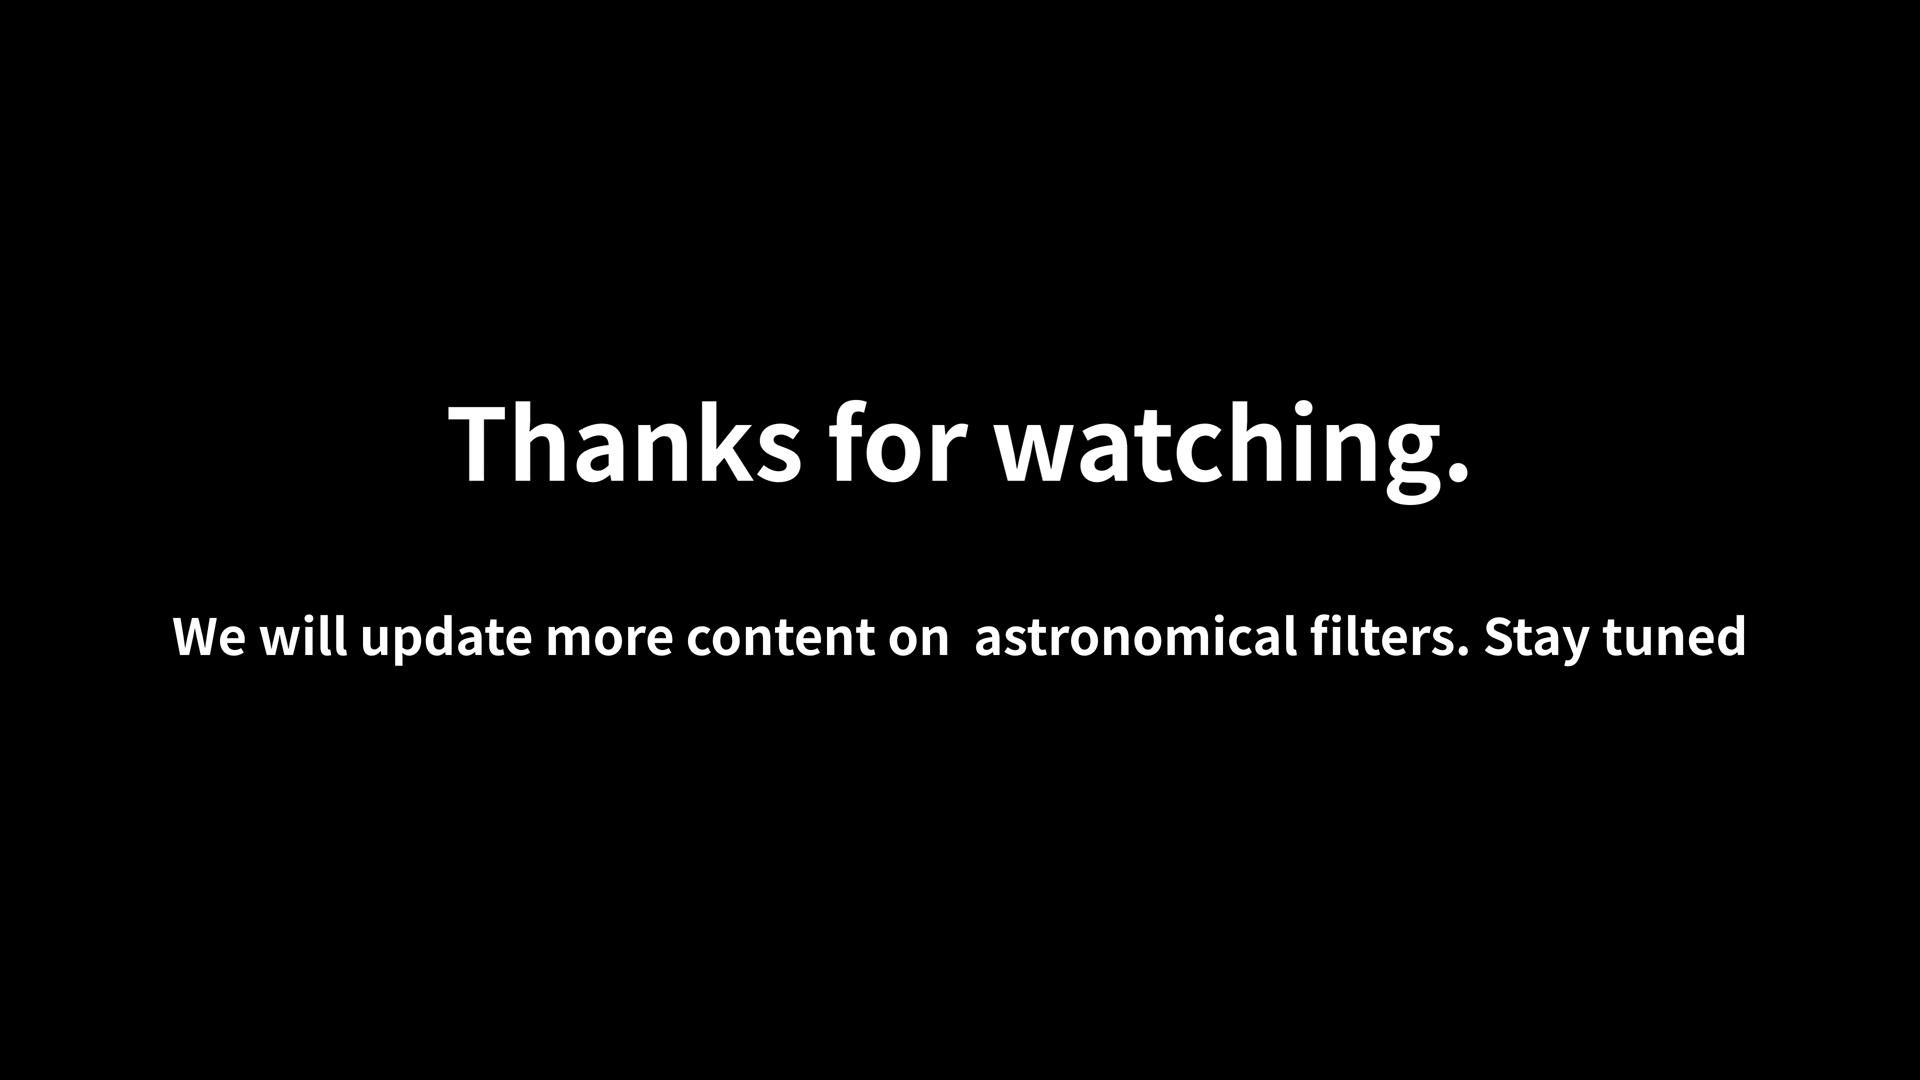 Thanks for watching.
We will update more content on  astronomical filters. Stay tuned